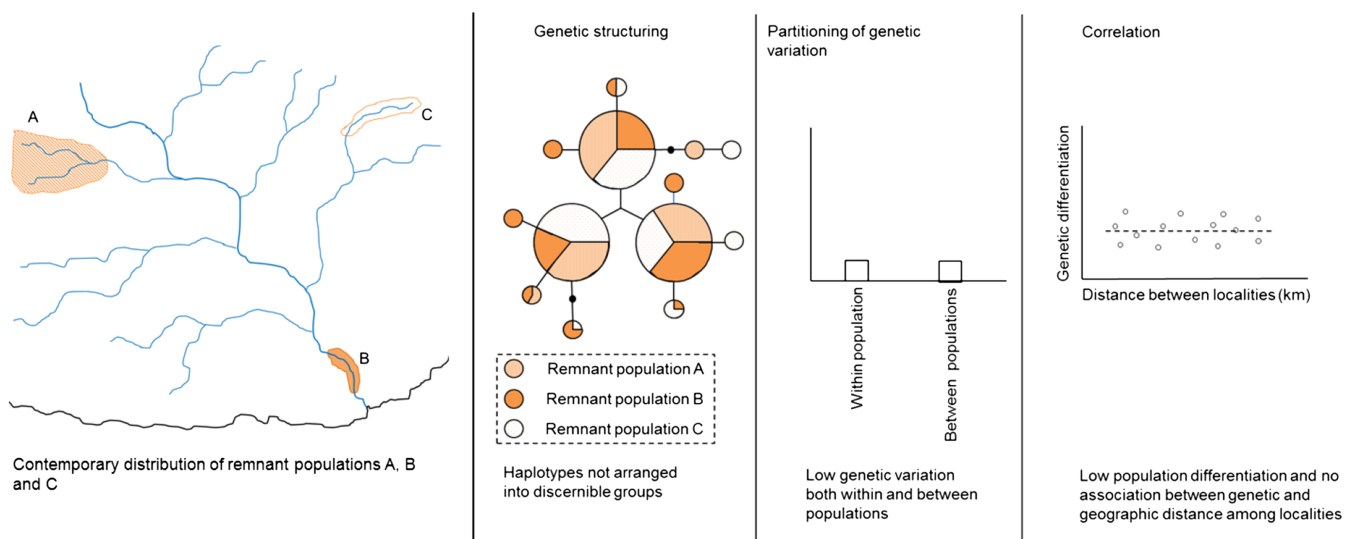 A
C
B
Contemporary distribution of remnant populations A, B
and C
Genetic structuring
Remnant population A
Remnant population B
Remnant population C
Haplotypes not arranged
into discernible groups
Partitioning of genetic
variation
Within population
Between populations
Low genetic variation
both within and between
populations
Correlation
Genetic differentiation
Distance between localities (km)
Low population differentiation and no
association between genetic and
geographic distance among localities